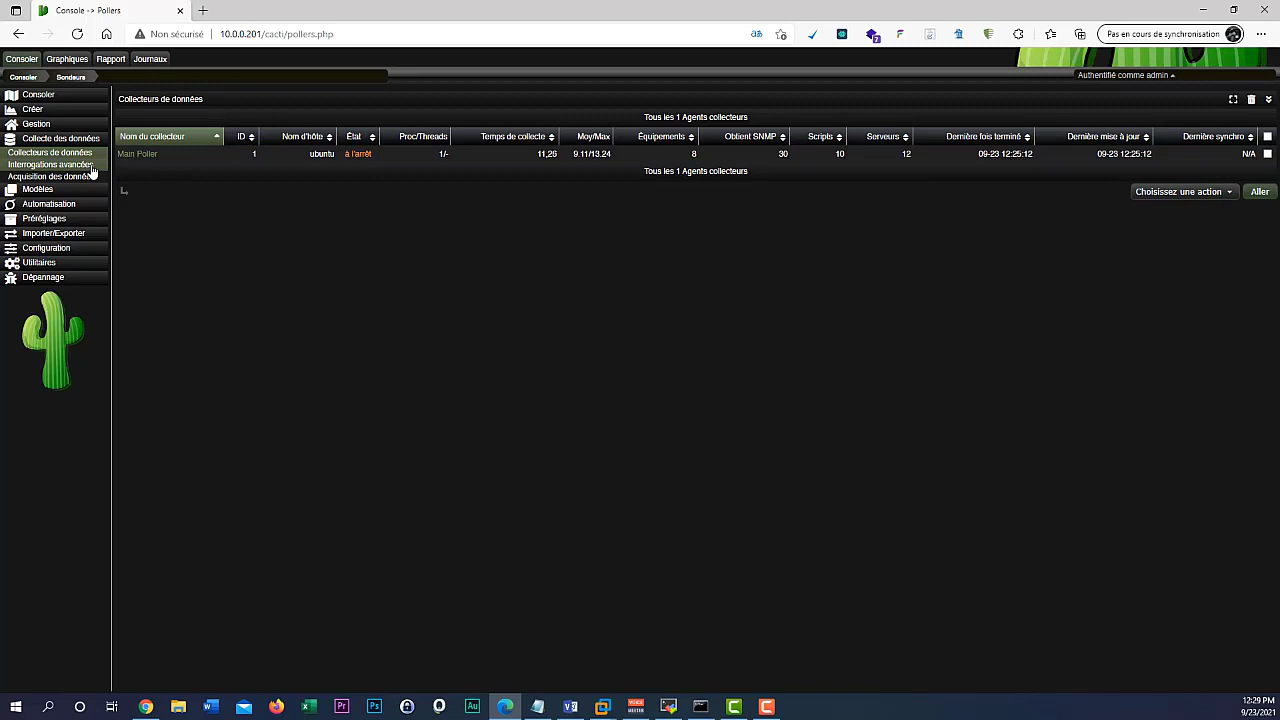 Console -> Pollers
Non sécurisé 10.0.0.201/cacti/pollers.php
Pas en cours de synchronisation
Consoler Graphiques Rapport Journaux
Consoler Sondeurs
Authentifié comme admin
Consoler
Créer
Gestion
Collecte des données
Collecteurs de données
Interrogations avancées
Acquisition des données
Modèles
Automatisation
Préréglages
Importer/Exporter
Configuration
Utilitaires
Dépannage
Collecteurs de données
Tous les 1 Agents collecteurs
Nom du collecteur ID Nom d'hôte État Proc/Threads Temps de collecte Moy/Max Équipements Obtient SNMP Scripts Serveurs Dernière fois terminé Dernière mise à jour Dernière synchro
Main Poller 1 ubuntu à l'arrêt 1/- 11,26 9.11/13.24 8 30 10 12 09-23 12:25:12 09-23 12:25:12 N/A
Tous les 1 Agents collecteurs
Choisissez une action Aller
12:29 PM
9/23/2021